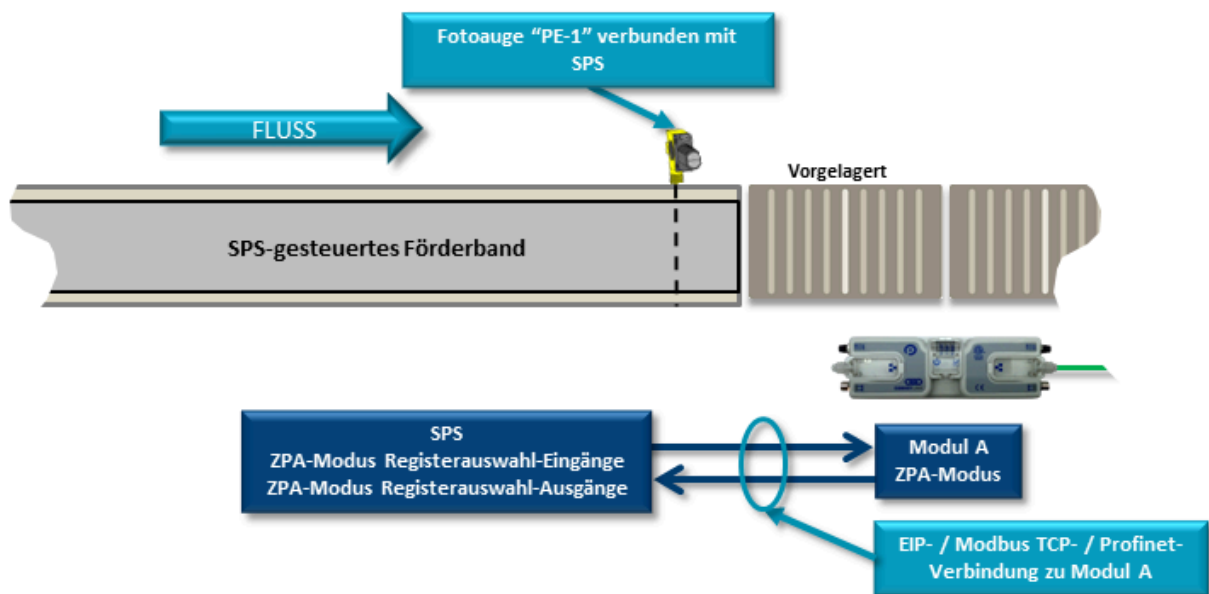 Fotoauge “PE-1” verbunden mit
SPS
FLUSS
Vorgelagert
SPS-gesteuertes Förderband
SPS
ZPA-Modus Registerauswahl-Eingänge
ZPA-Modus Registerauswahl-Ausgänge
Modul A
ZPA-Modus
EIP- / Modbus TCP- / Profinet-
Verbindung zu Modul A